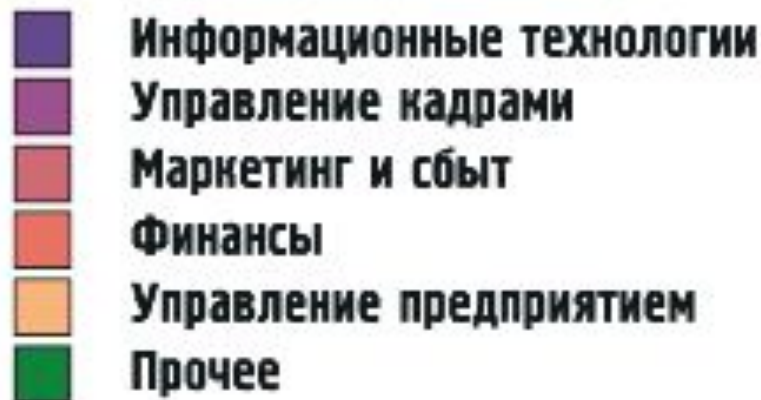 Информационные технологии
Управление кадрами
Маркетинг и сбыт
Финансы
Управление предприятием
Прочее